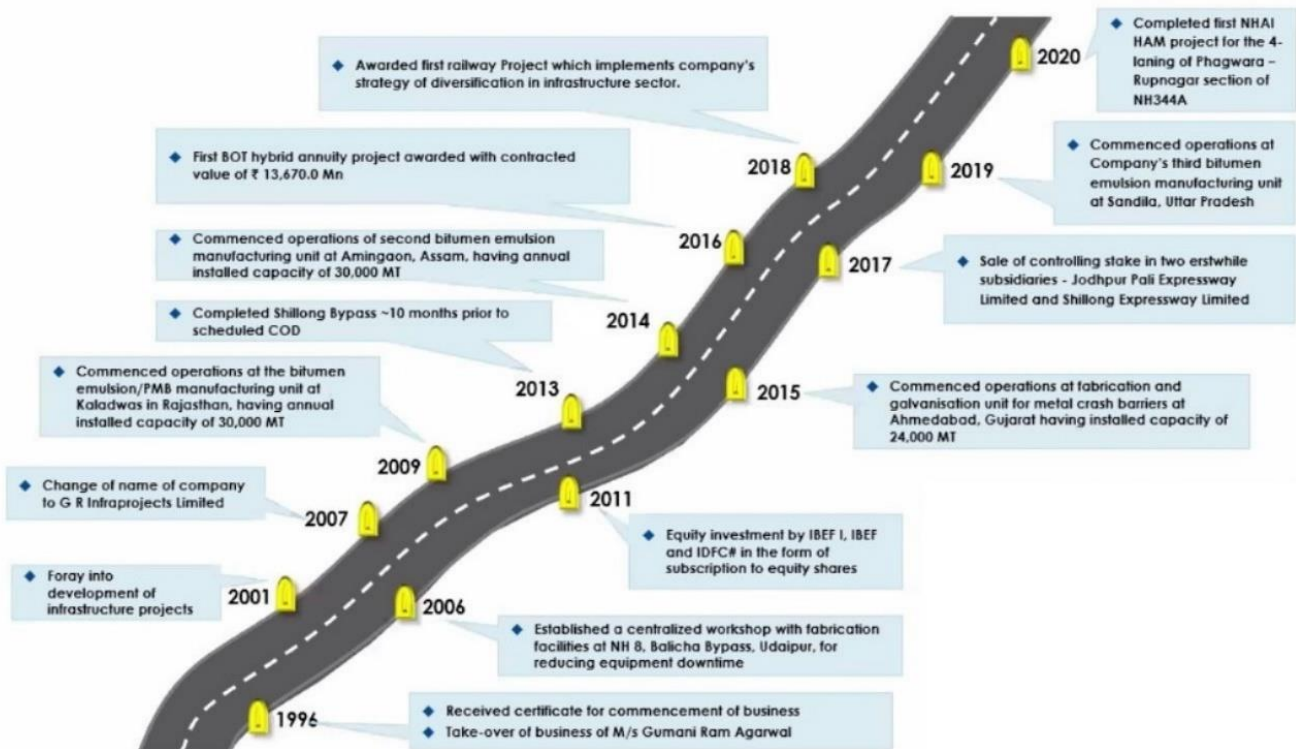 ◆ Completed first NHAI
HAM project for the 4-
laning of Phagwara –
Rupnagar section of
NH344A
2020
◆ Awarded first railway Project which implements company's
strategy of diversification in infrastructure sector.
2018
◆ Commenced operations at
Company's third bitumen
emulsion manufacturing unit
at Sandila, Uttar Pradesh
2019
◆ First BOT hybrid annuity project awarded with contracted
value of ₹ 13,670.0 Mn
2016
◆ Sale of controlling stake in two erstwhile
subsidiaries - Jodhpur Pali Expressway
Limited and Shillong Expressway Limited
2017
◆ Commenced operations of second bitumen emulsion
manufacturing unit at Amingaon, Assam, having annual
installed capacity of 30,000 MT
2014
◆ Completed Shillong Bypass ~10 months prior to
scheduled COD
2013
◆ Commenced operations at fabrication and
galvanisation unit for metal crash barriers at
Ahmedabad, Gujarat having installed capacity of
24,000 MT
2015
◆ Commenced operations at the bitumen
emulsion/PMB manufacturing unit at
Kaladwas in Rajasthan, having annual
installed capacity of 30,000 MT
2009
◆ Change of name of company
to G R Infraprojects Limited
2007
2011
◆ Equity investment by IBEF I, IBEF
and IDFC# in the form of
subscription to equity shares
◆ Foray into
development of
infrastructure projects
2001
2006
◆ Established a centralized workshop with fabrication
facilities at NH 8, Balicha Bypass, Udaipur, for
reducing equipment downtime
1996
◆ Received certificate for commencement of business
◆ Take-over of business of M/s Gumani Ram Agarwal